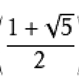 (1 + √5)/2